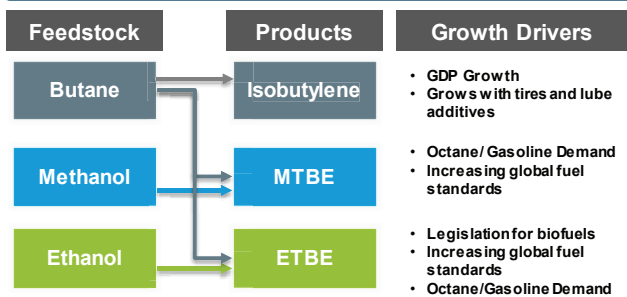 Feedstock
Products
Growth Drivers
Butane
Isobutylene
• GDP Growth
• Grows with tires and lube
additives
Methanol
MTBE
• Octane/ Gasoline Demand
• Increasing global fuel
standards
Ethanol
ETBE
• Legislation for biofuels
• Increasing global fuel
standards
• Octane/Gasoline Demand